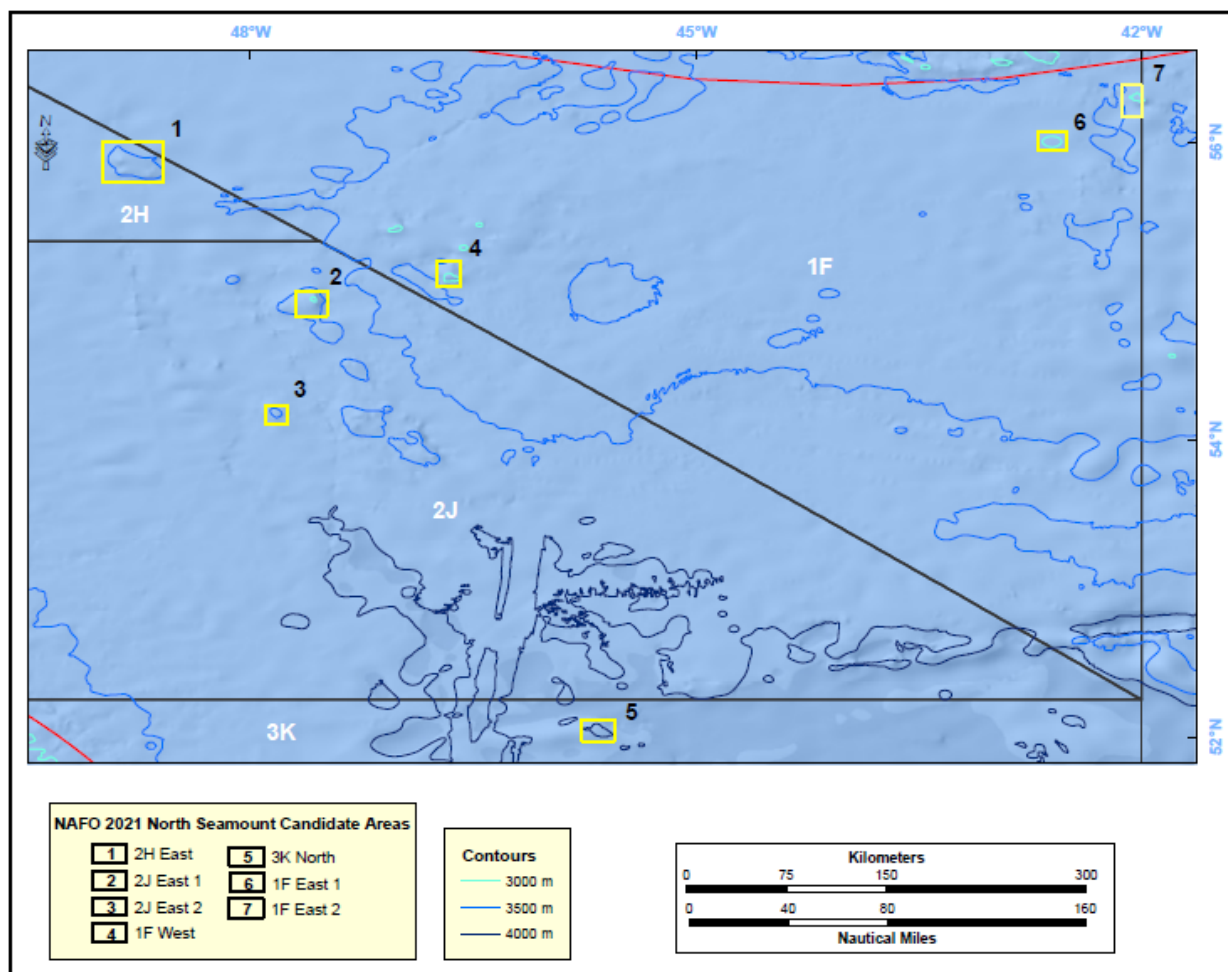 48°W 45°W 42°W
7
6
N
1
56°N
2H
4
1F
2
3
54°N
2J
5
3K
52°N
NAFO 2021 North Seamount Candidate Areas
1 2H East
2 2J East 1
3 2J East 2
4 1F West
5 3K North
6 1F East 1
7 1F East 2
Contours
3000 m
3500 m
4000 m
Kilometers
0 75 150 300
0 40 80 160
Nautical Miles